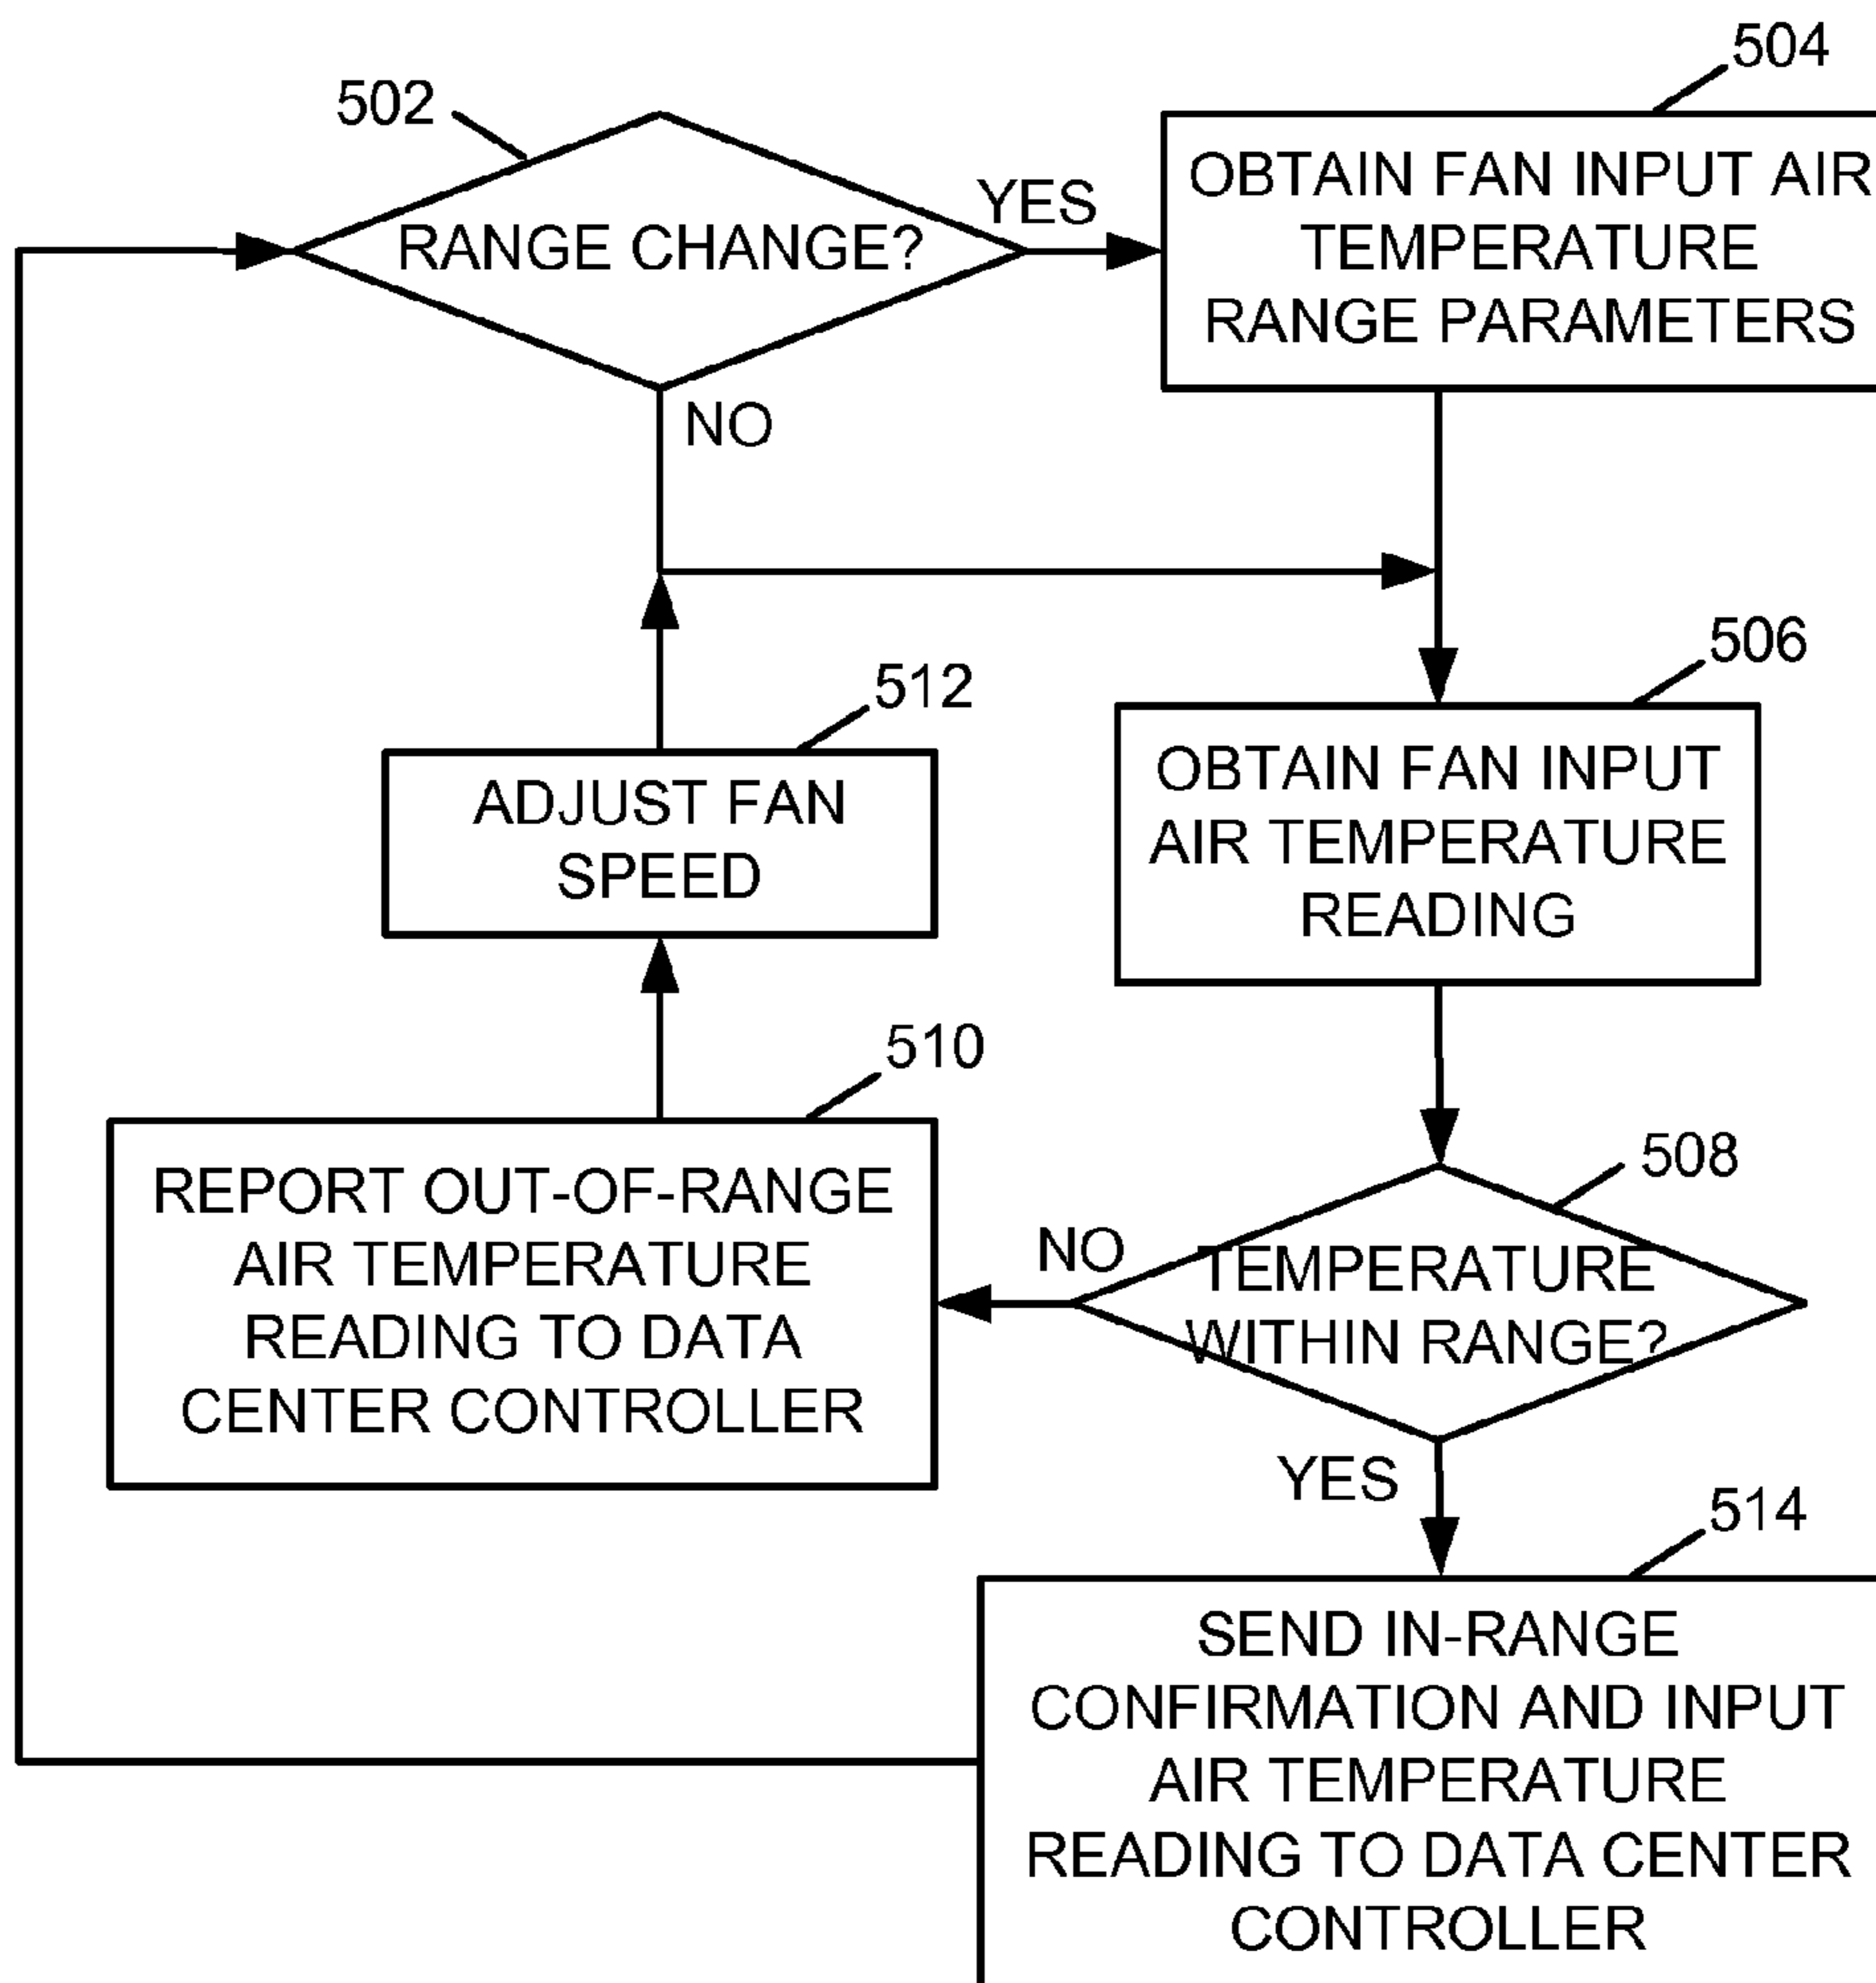 504
502
YES
RANGE CHANGE?
OBTAIN FAN INPUT AIR
TEMPERATURE
RANGE PARAMETERS
NO
506
512
OBTAIN FAN INPUT
AIR TEMPERATURE
READING
ADJUST FAN
SPEED
510
508
REPORT OUT-OF-RANGE
AIR TEMPERATURE
READING TO DATA
CENTER CONTROLLER
NO
TEMPERATURE
WITHIN RANGE?
YES
514
SEND IN-RANGE
CONFIRMATION AND INPUT
AIR TEMPERATURE
READING TO DATA CENTER
CONTROLLER